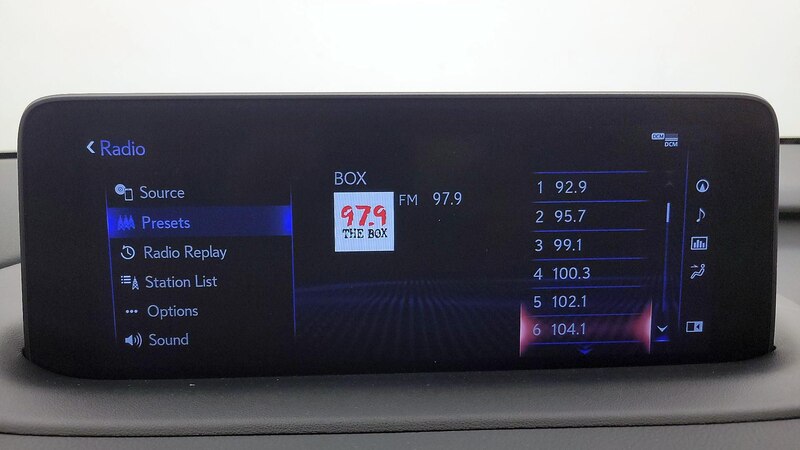 Radio
DCM
DCM
Source
Presets
Radio Replay
Station List
Options
Sound
BOX
97.9
THE BOX
FM 97.9
1 92.9
2 95.7
3 99.1
4 100.3
5 102.1
6 104.1